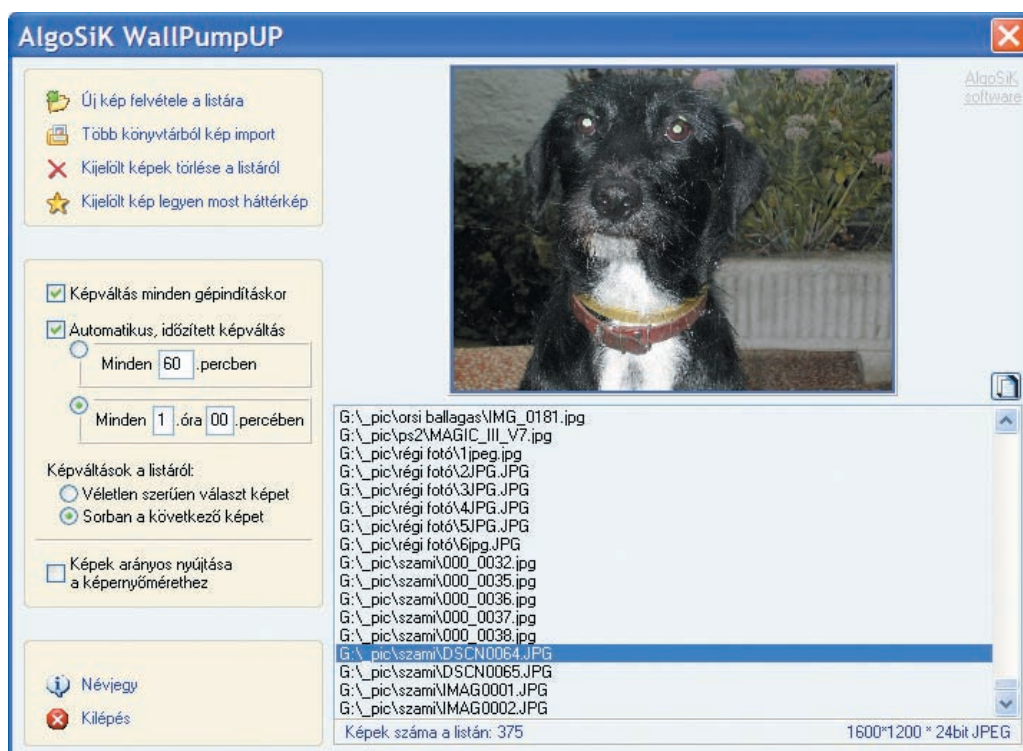 AlgoSiK WallPumpUP
AlgoSiK
software
Új kép felvétele a listára
Több könyvtárból kép import
Kijelölt képek törlése a listáról
Kijelölt kép legyen most háttérkép
Képváltás minden gépindításkor
Automatikus, időzített képváltás
Minden 60 .percben
Minden 1 .óra 00 .percében
Képváltások a listáról:
Véletlen szerűen választ képet
Sorban a következő képet
Képek arányos nyújtása
a képernyőmérethez
Névjegy
Kilépés
G:\_pic\orsi ballagas\IMG_0181.jpg
G:\_pic\ps2\MAGIC_III_V7.jpg
G:\_pic\régi fotó\1jpeg.jpg
G:\_pic\régi fotó\2JPG.JPG
G:\_pic\régi fotó\3JPG.JPG
G:\_pic\régi fotó\4JPG.JPG
G:\_pic\régi fotó\5JPG.JPG
G:\_pic\régi fotó\6jpg.JPG
G:\_pic\szami\000_0032.jpg
G:\_pic\szami\000_0035.jpg
G:\_pic\szami\000_0036.jpg
G:\_pic\szami\000_0037.jpg
G:\_pic\szami\000_0038.jpg
G:\_pic\szami\DSCN0064.JPG
G:\_pic\szami\DSCN0065.JPG
G:\_pic\szami\IMAG0001.JPG
G:\_pic\szami\IMAG0002.JPG
Képek száma a listán: 375
1600*1200 * 24bit JPEG